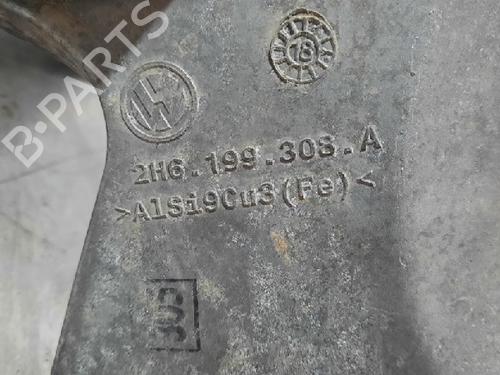 18
2H6.199.308.A
>AlSi9Cu3(Fe)<
B-PARTS